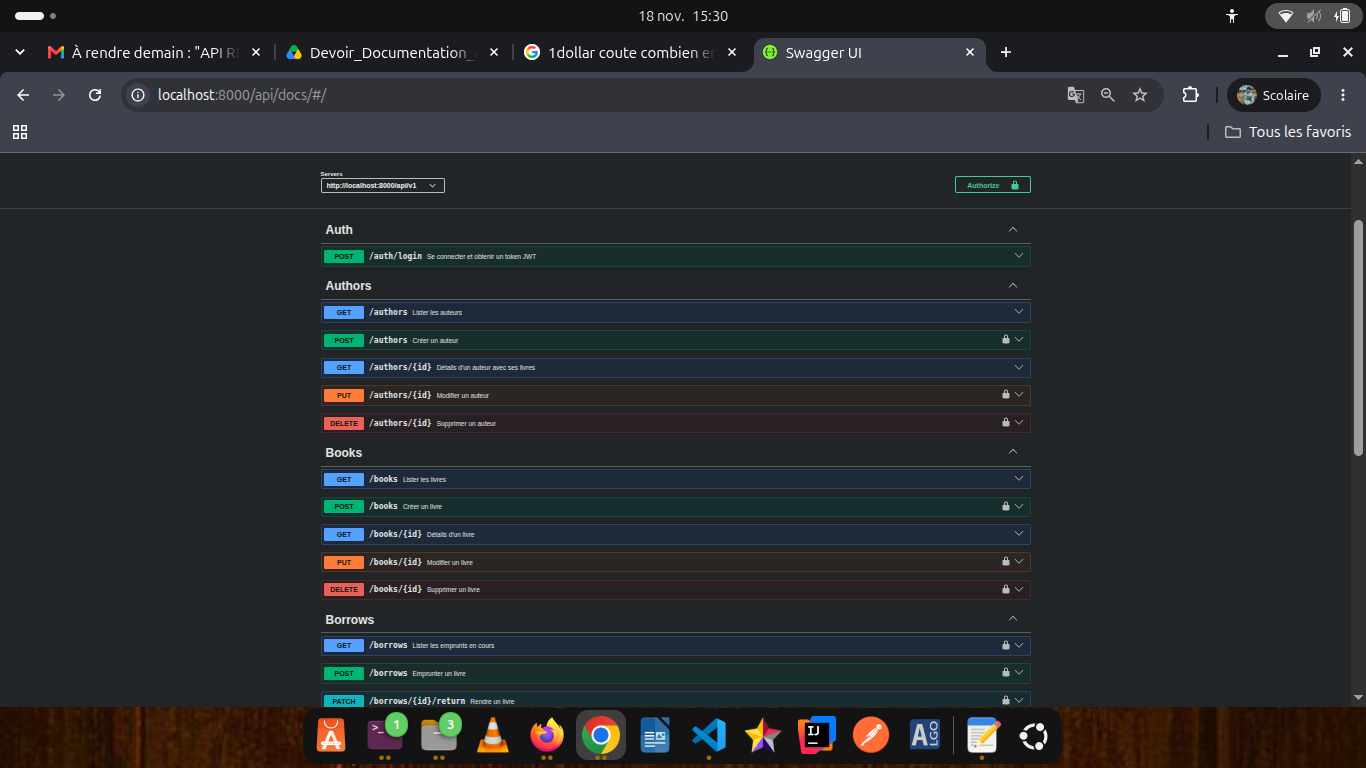 18 nov. 15:30
À rendre demain : "API R
Devoir_Documentation_
1dollar coute combien e
Swagger UI
localhost:8000/api/docs/#/
Scolaire
Tous les favoris
Servers
http://localhost:8000/api/v1
Authorize
Auth
POST /auth/login Se connecter et obtenir un token JWT
Authors
GET /authors Lister les auteurs
POST /authors Créer un auteur
GET /authors/{id} Détails d'un auteur avec ses livres
PUT /authors/{id} Modifier un auteur
DELETE /authors/{id} Supprimer un auteur
Books
GET /books Lister les livres
POST /books Créer un livre
GET /books/{id} Détails d'un livre
PUT /books/{id} Modifier un livre
DELETE /books/{id} Supprimer un livre
Borrows
GET /borrows Lister les emprunts en cours
POST /borrows Emprunter un livre
PATCH /borrows/{id}/return Rendre un livre
1
3
IJ
ALGO